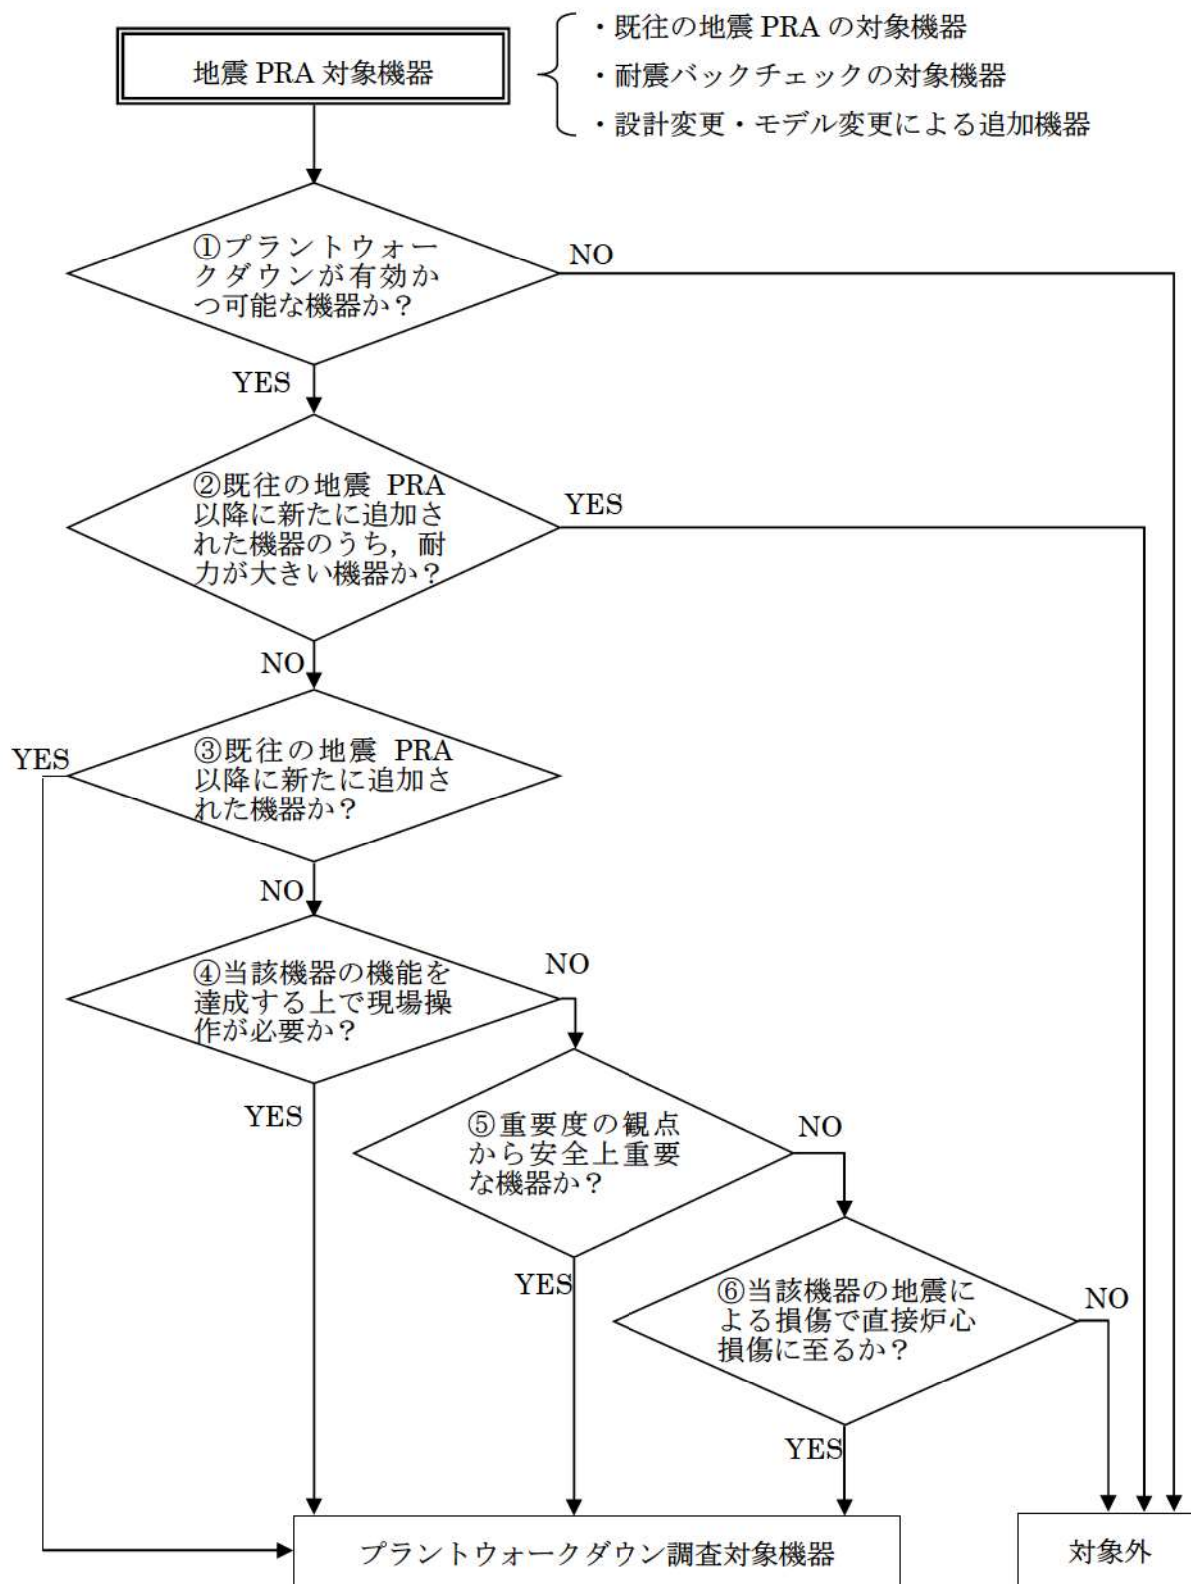 地震 PRA 対象機器
・既往の地震 PRA の対象機器
・耐震バックチェックの対象機器
・設計変更・モデル変更による追加機器
①プラントウォー
クダウンが有効か
つ可能な機器か？
NO
YES
②既往の地震 PRA
以降に新たに追加さ
れた機器のうち，耐
力が大きい機器か？
YES
NO
③既往の地震 PRA
以降に新たに追加さ
れた機器か？
YES
NO
④当該機器の機能を
達成する上で現場操
作が必要か？
NO
YES
⑤重要度の観点
から安全上重要
な機器か？
NO
YES
⑥当該機器の地震に
よる損傷で直接炉心
損傷に至るか？
NO
YES
プラントウォークダウン調査対象機器
対象外